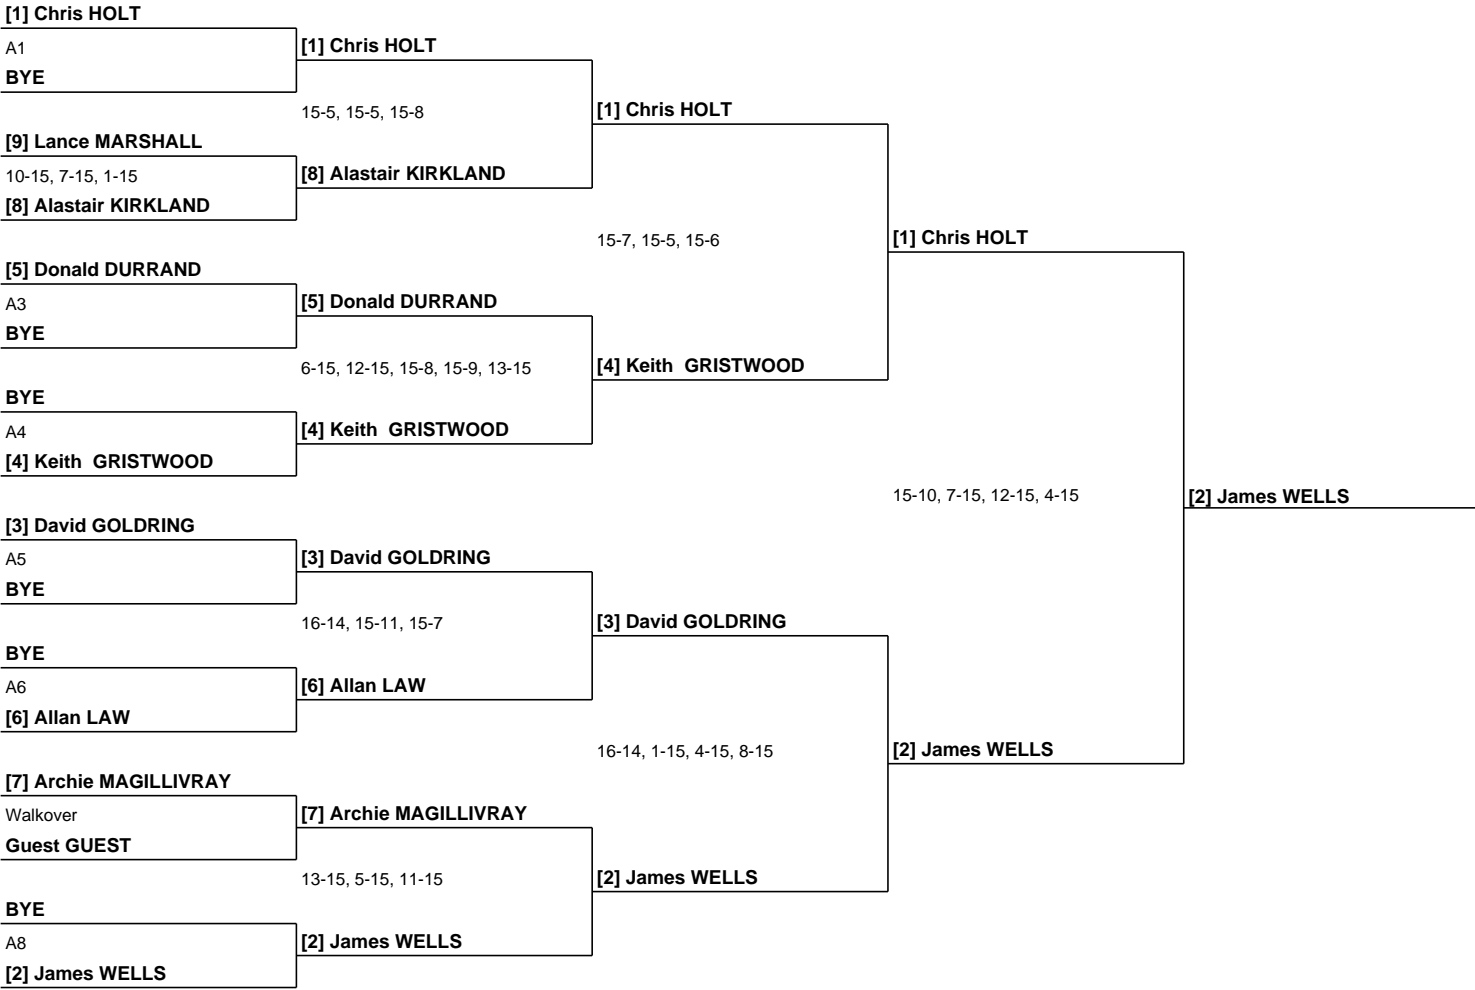 [1] Chris HOLT
A1
[1] Chris HOLT
BYE
15-5, 15-5, 15-8
[1] Chris HOLT
[9] Lance MARSHALL
10-15, 7-15, 1-15
[8] Alastair KIRKLAND
[8] Alastair KIRKLAND
15-7, 15-5, 15-6
[1] Chris HOLT
[5] Donald DURRAND
A3
[5] Donald DURRAND
BYE
6-15, 12-15, 15-8, 15-9, 13-15
[4] Keith  GRISTWOOD
BYE
A4
[4] Keith  GRISTWOOD
[4] Keith  GRISTWOOD
15-10, 7-15, 12-15, 4-15
[2] James WELLS
[3] David GOLDRING
A5
[3] David GOLDRING
BYE
16-14, 15-11, 15-7
[3] David GOLDRING
BYE
A6
[6] Allan LAW
[6] Allan LAW
16-14, 1-15, 4-15, 8-15
[2] James WELLS
[7] Archie MAGILLIVRAY
Walkover
[7] Archie MAGILLIVRAY
Guest GUEST
13-15, 5-15, 11-15
[2] James WELLS
BYE
A8
[2] James WELLS
[2] James WELLS